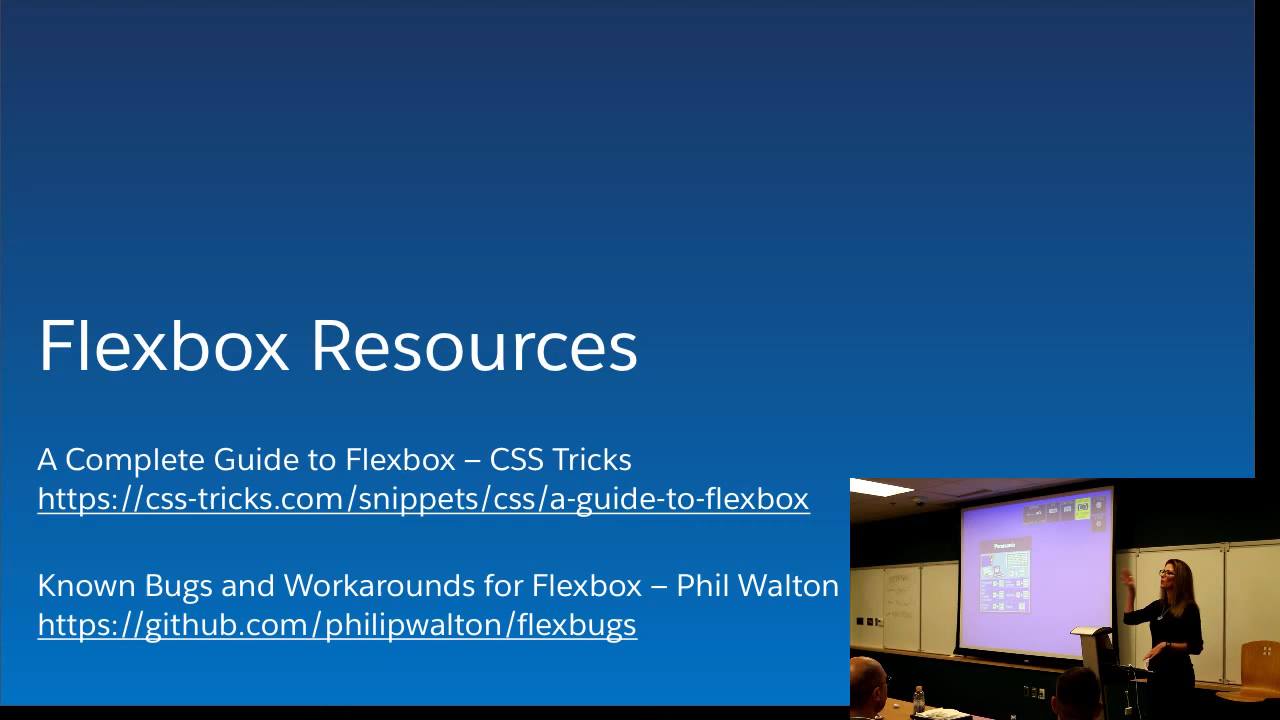 Flexbox Resources
A Complete Guide to Flexbox – CSS Tricks
https://css-tricks.com/snippets/css/a-guide-to-flexbox
Known Bugs and Workarounds for Flexbox – Phil Walton
https://github.com/philipwalton/flexbugs
Panasonic